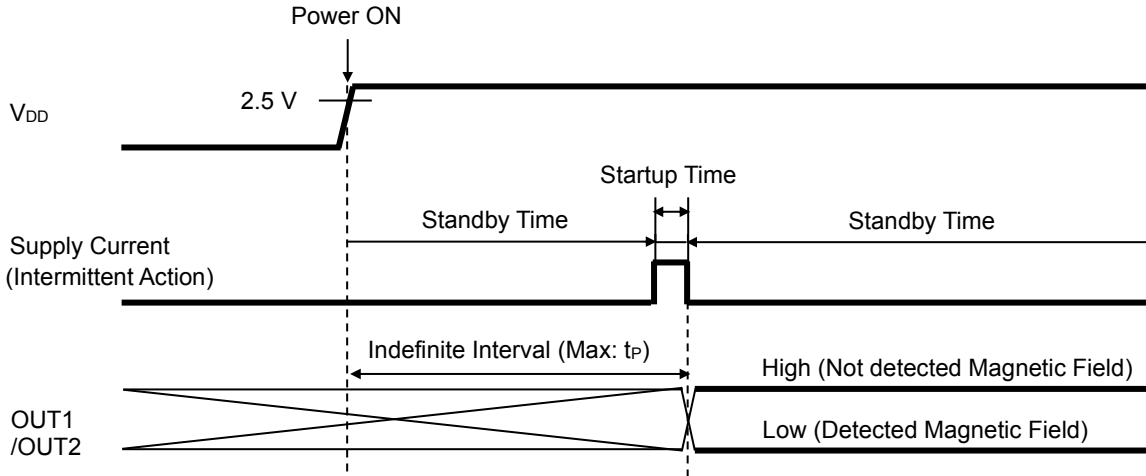 Power ON
2.5 V
VDD
Startup Time
Standby Time
Standby Time
Supply Current
(Intermittent Action)
Indefinite Interval (Max: tP)
High (Not detected Magnetic Field)
OUT1
/OUT2
Low (Detected Magnetic Field)